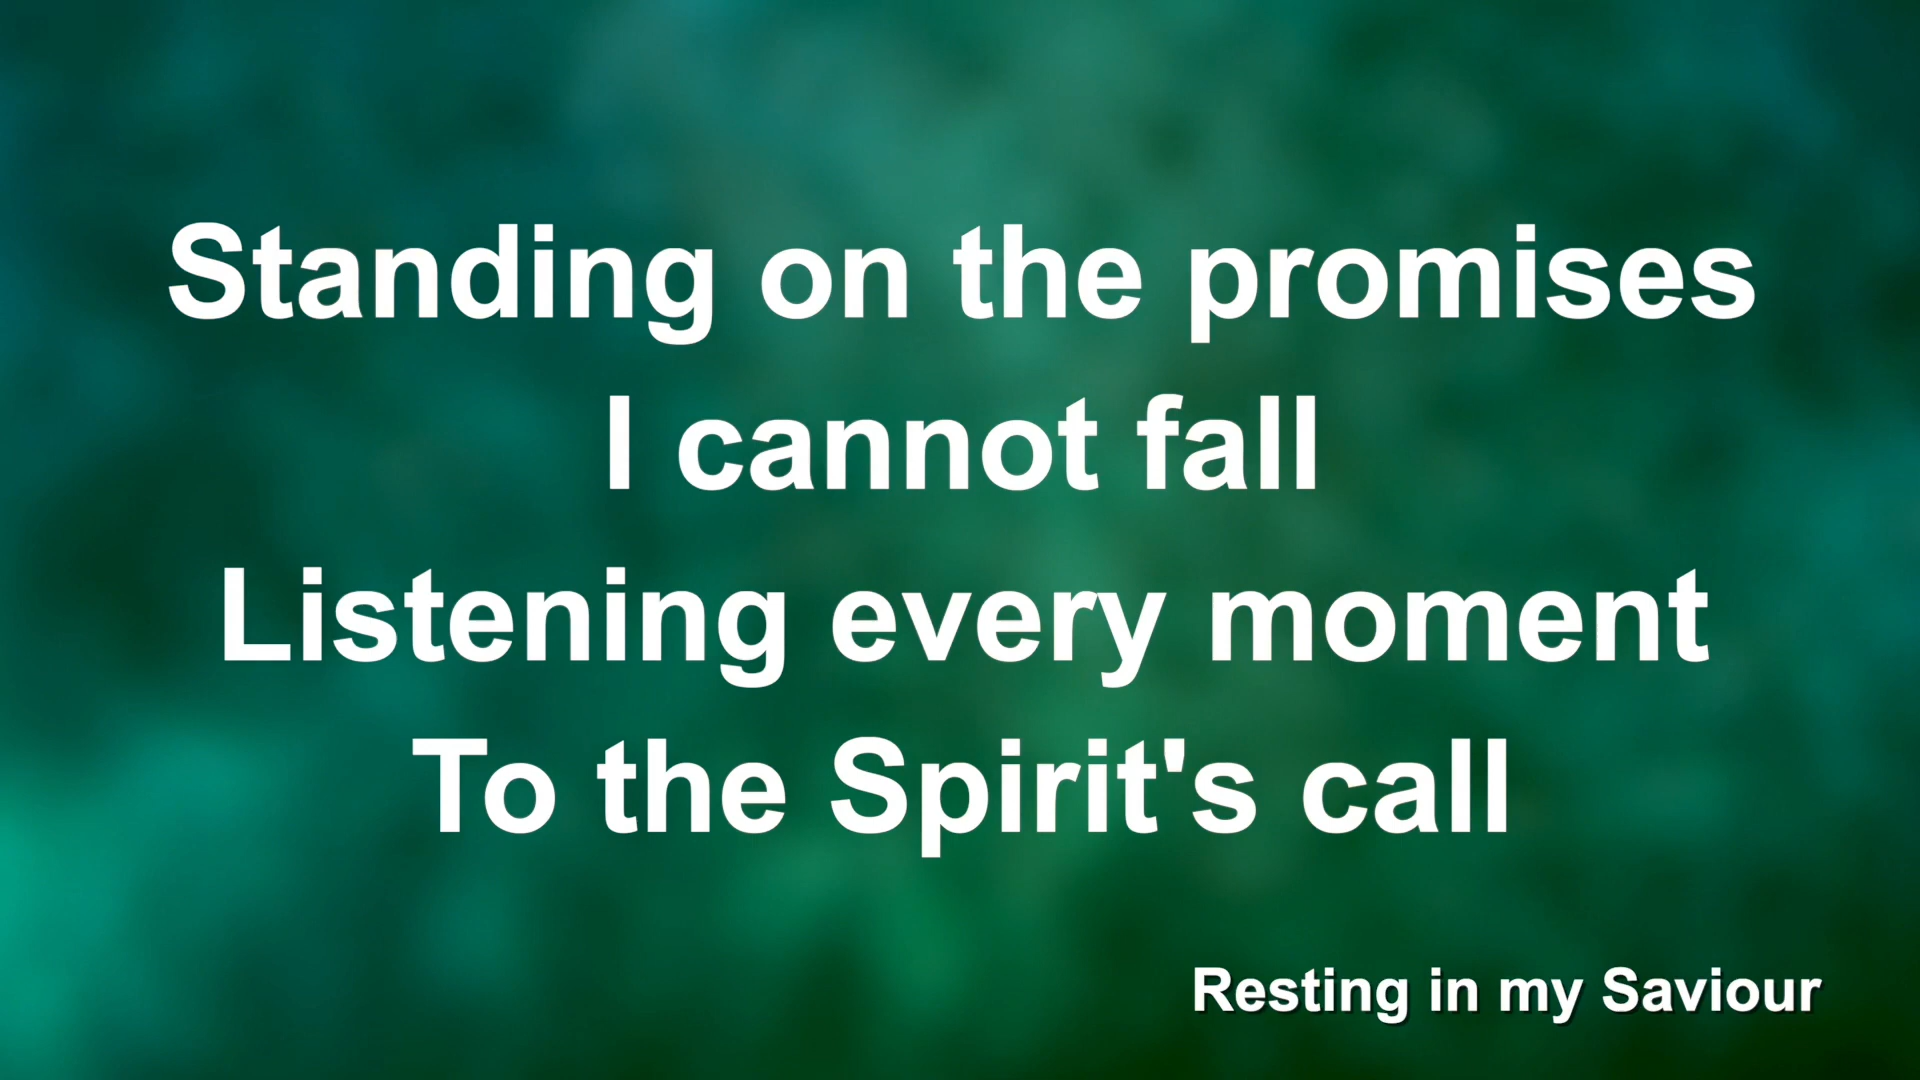 Standing on the promises
I cannot fall
Listening every moment
To the Spirit's call
Resting in my Saviour